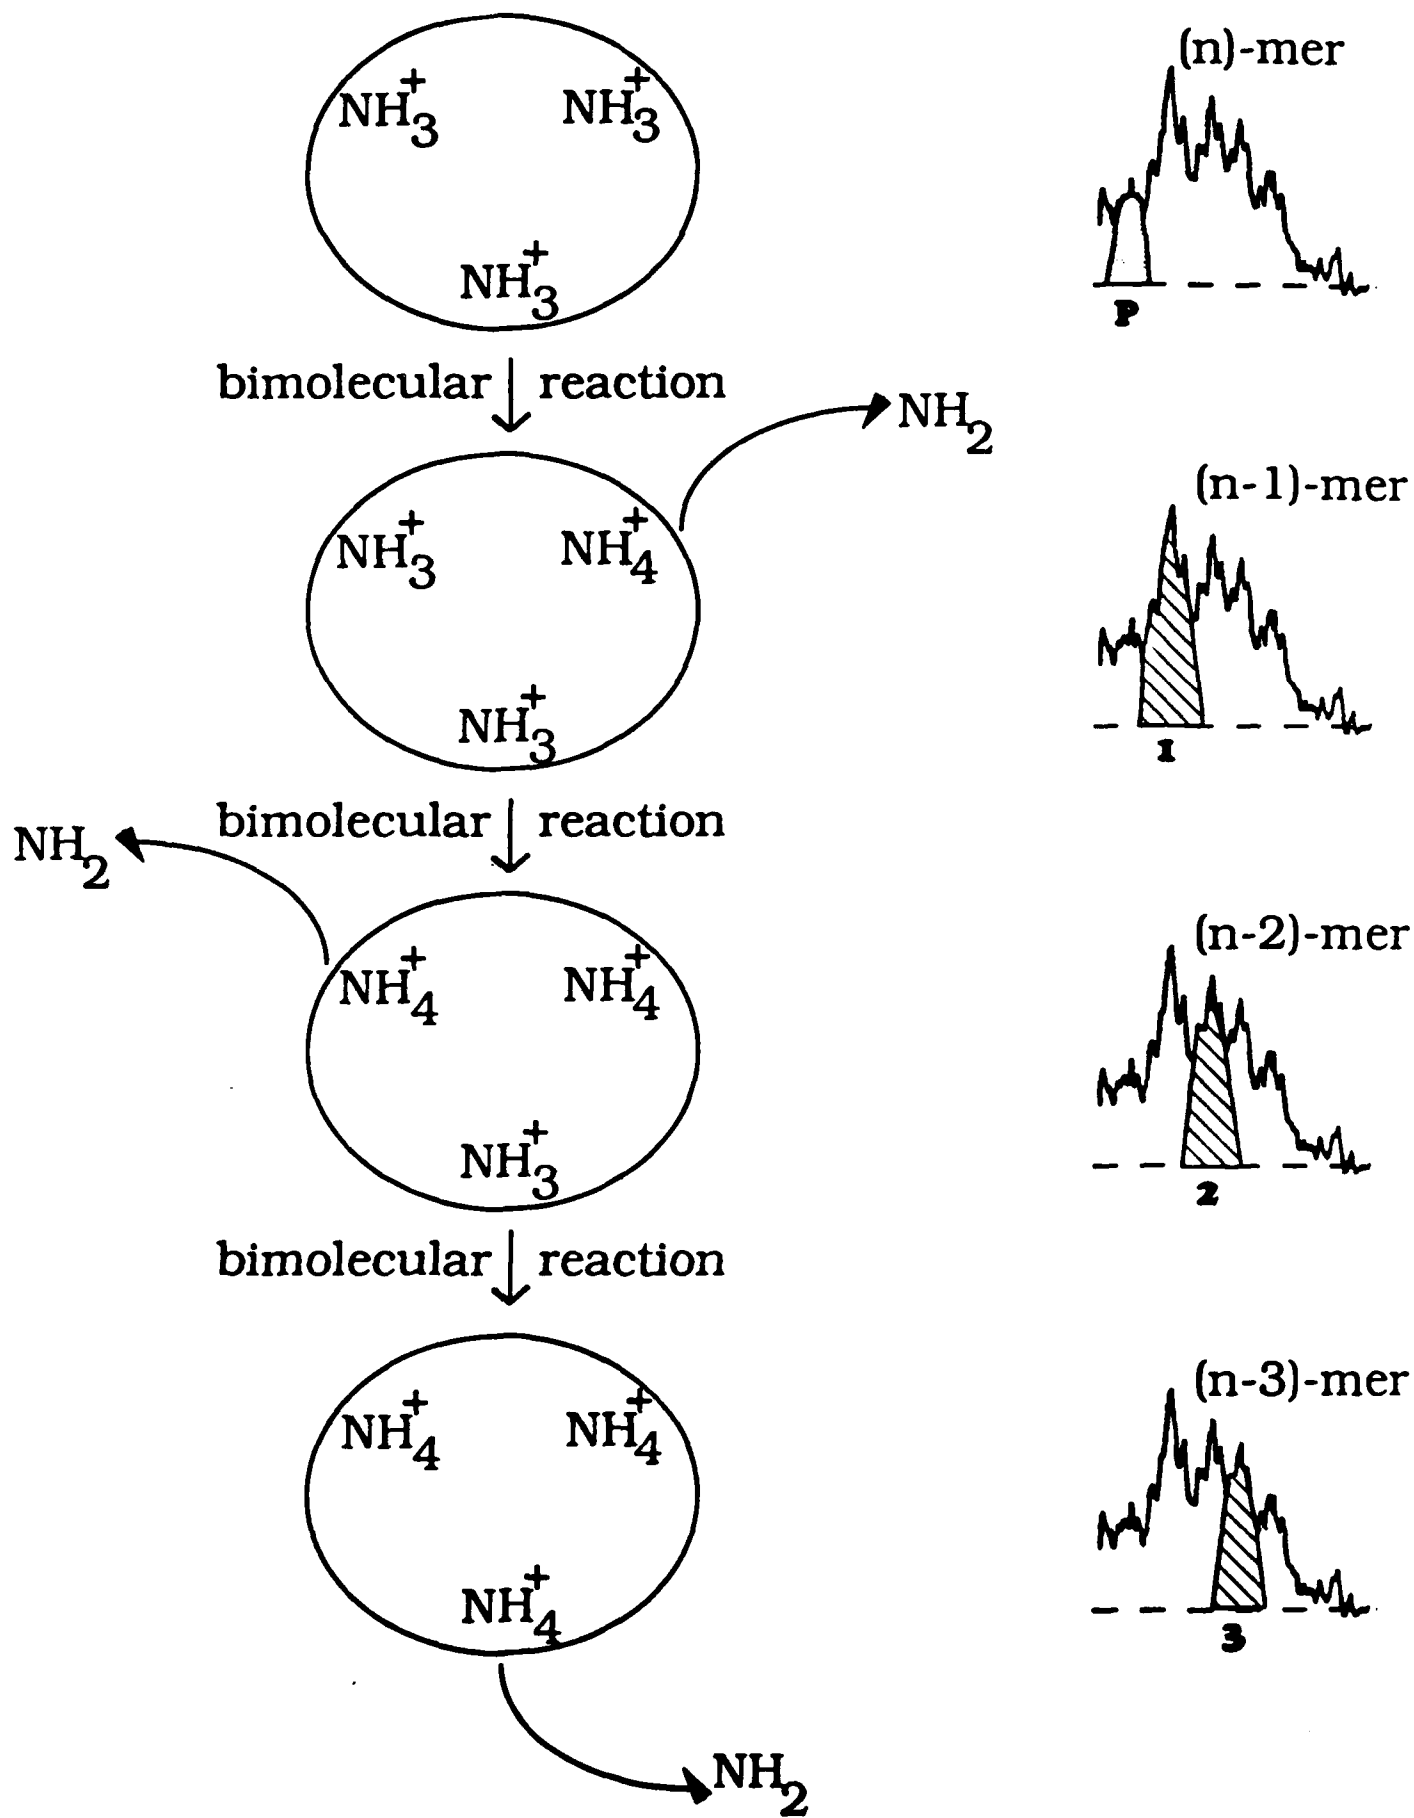 (n)-mer
NH3+ NH3+
NH3+
P
bimolecular reaction
NH2
(n-1)-mer
NH3+ NH4+
NH3+
1
bimolecular reaction
NH2
(n-2)-mer
NH4+ NH4+
NH3+
2
bimolecular reaction
(n-3)-mer
NH4+ NH4+
NH4+
3
NH2